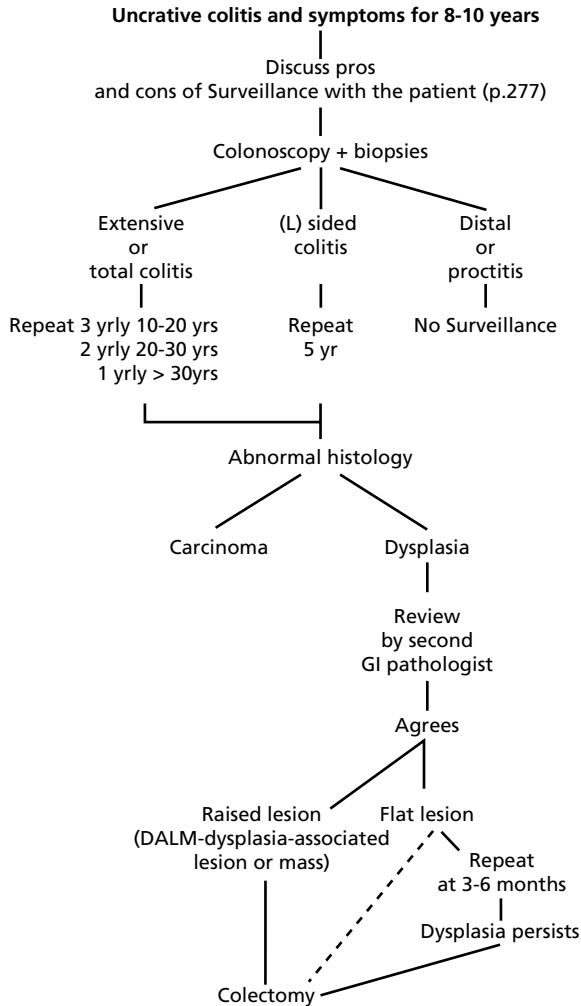 Uncrative colitis and symptoms for 8-10 years
Discuss pros
and cons of Surveillance with the patient (p.277)
Colonoscopy + biopsies
Extensive
or
total colitis
(L) sided
colitis
Distal
or
proctitis
Repeat 3 yrly 10-20 yrs
2 yrly 20-30 yrs
1 yrly > 30yrs
Repeat
5 yr
No Surveillance
Abnormal histology
Carcinoma
Dysplasia
Review
by second
GI pathologist
Agrees
Raised lesion
(DALM-dysplasia-associated
lesion or mass)
Flat lesion
Repeat
at 3-6 months
Dysplasia persists
Colectomy